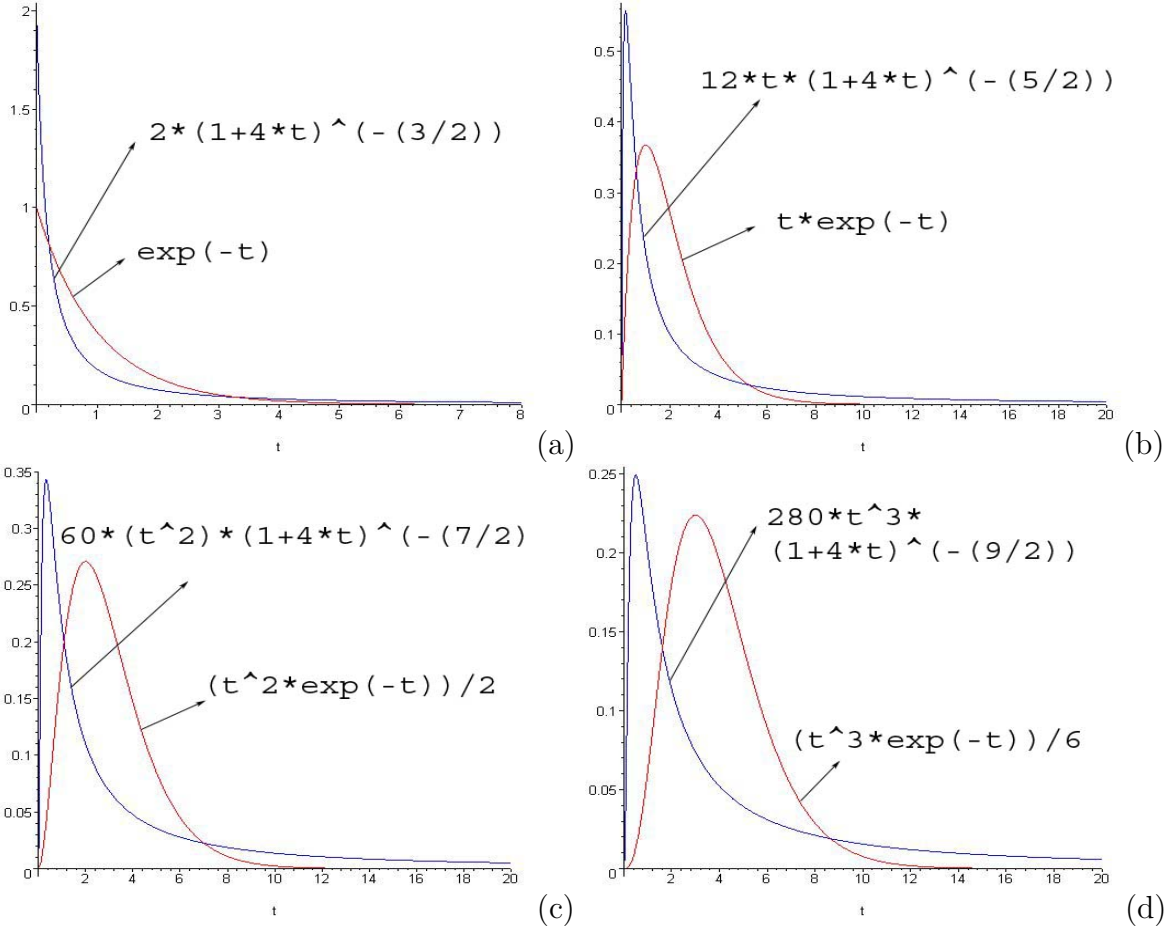 2
1.5
1
0.5
0
2*(1+4*t)^(-(3/2))
exp(-t)
1 2 3 4 5 6 7 8
t
(a)
0.5
0.4
0.3
0.2
0.1
0
12*t*(1+4*t)^(-(5/2))
t*exp(-t)
2 4 6 8 10 12 14 16 18 20
t
(b)
0.35
0.3
0.25
0.2
0.15
0.1
0.05
0
60*(t^2)*(1+4*t)^(-(7/2)
(t^2*exp(-t))/2
2 4 6 8 10 12 14 16 18 20
t
(c)
0.25
0.2
0.15
0.1
0.05
0
280*t^3*
(1+4*t)^(-(9/2))
(t^3*exp(-t))/6
2 4 6 8 10 12 14 16 18 20
t
(d)